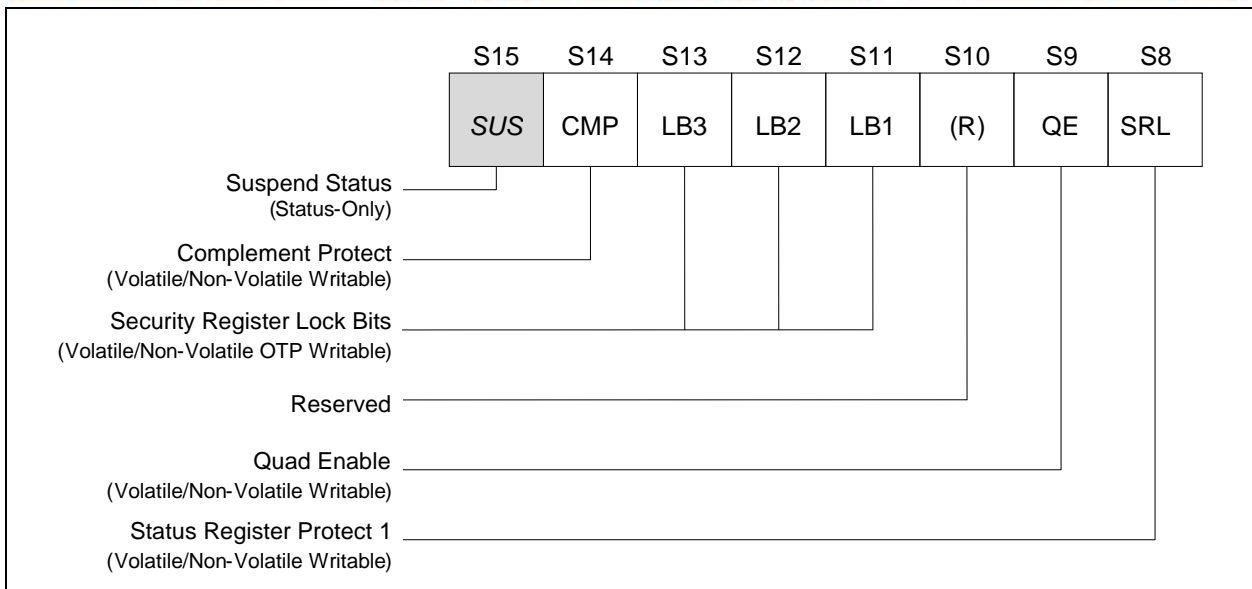 S15 S14 S13 S12 S11 S10 S9 S8
SUS CMP LB3 LB2 LB1 (R) QE SRL
Suspend Status
(Status-Only)
Complement Protect
(Volatile/Non-Volatile Writable)
Security Register Lock Bits
(Volatile/Non-Volatile OTP Writable)
Reserved
Quad Enable
(Volatile/Non-Volatile Writable)
Status Register Protect 1
(Volatile/Non-Volatile Writable)